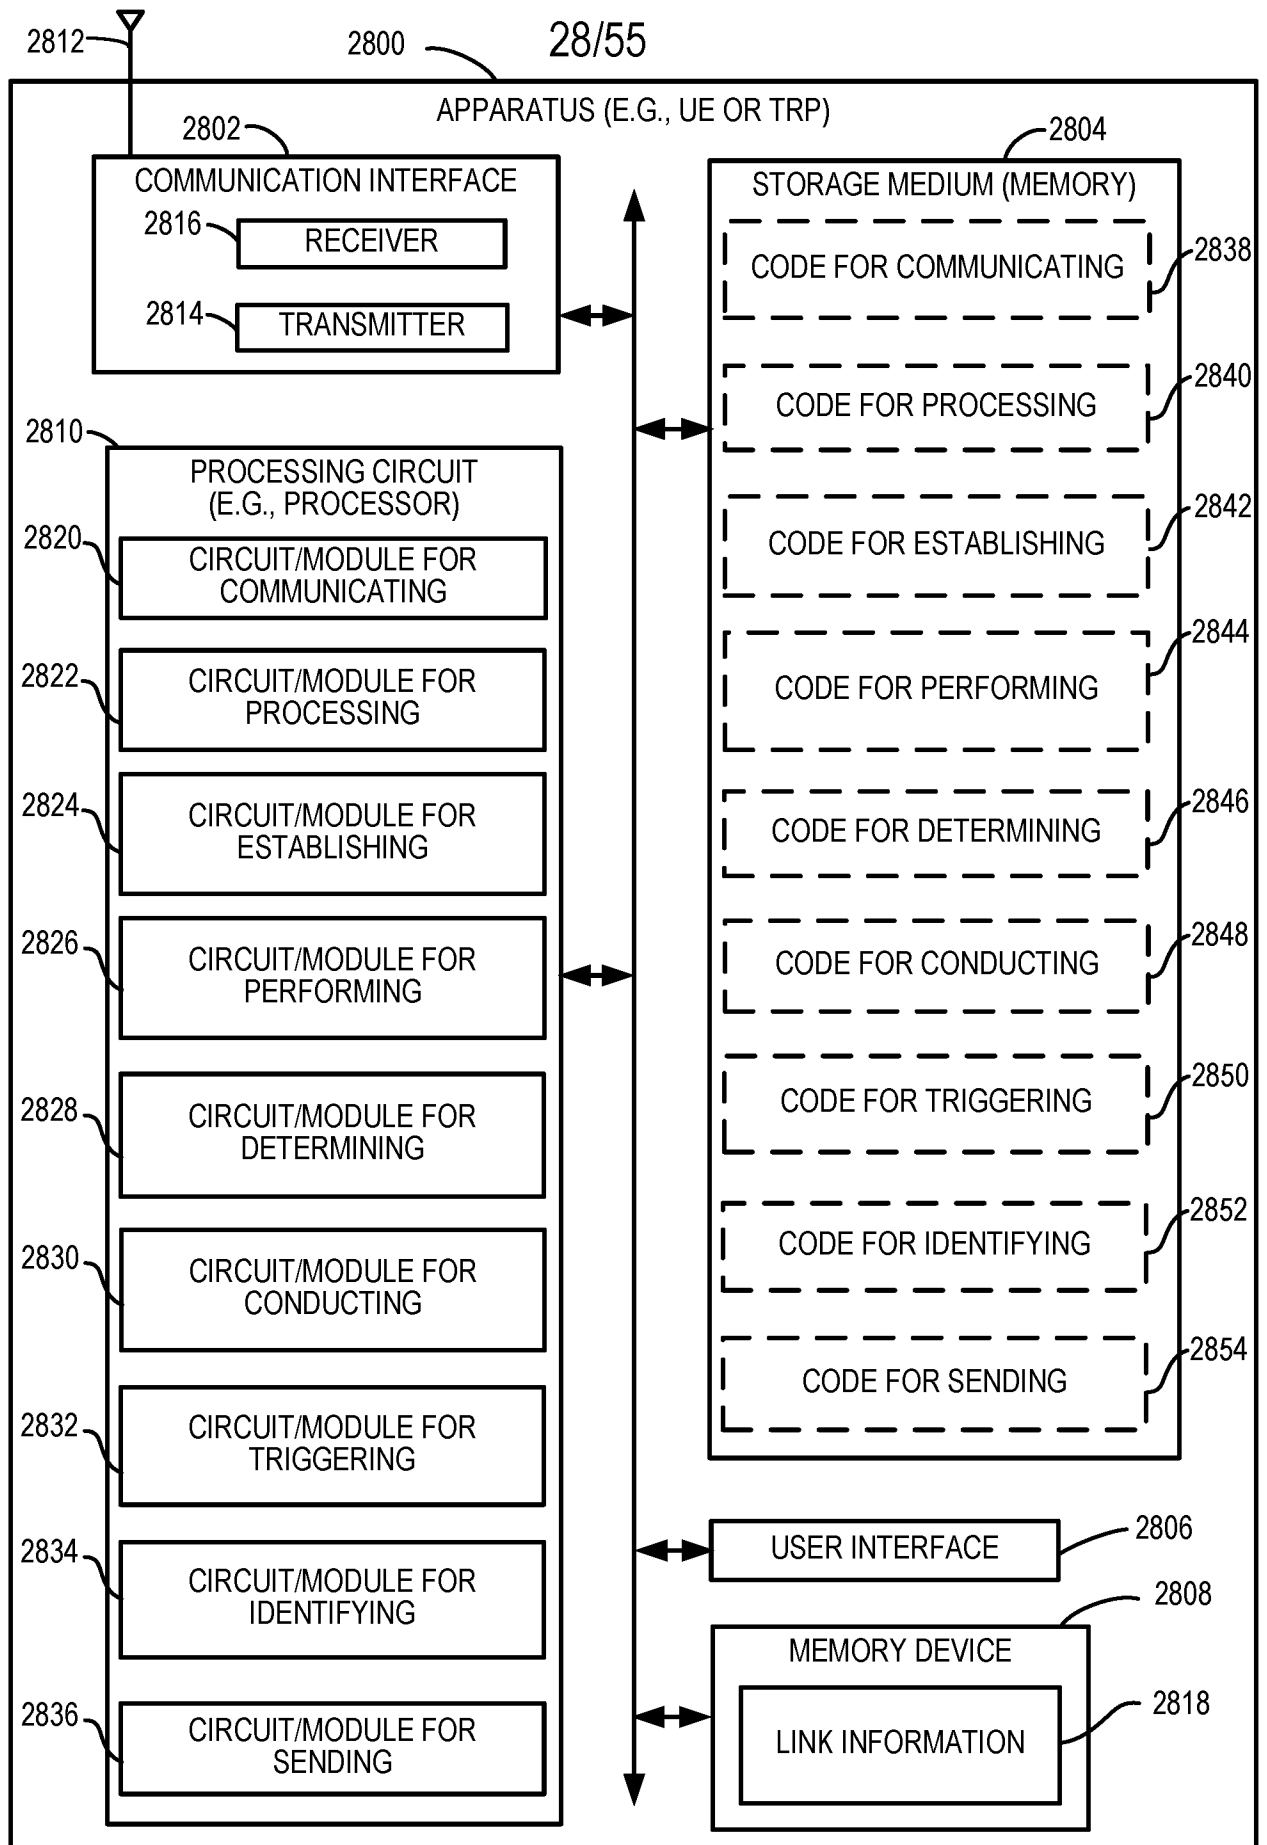 28/55
2812
2800
APPARATUS (E.G., UE OR TRP)
2802
COMMUNICATION INTERFACE
2816
RECEIVER
2814
TRANSMITTER
2810
PROCESSING CIRCUIT
(E.G., PROCESSOR)
2820
CIRCUIT/MODULE FOR
COMMUNICATING
2822
CIRCUIT/MODULE FOR
PROCESSING
2824
CIRCUIT/MODULE FOR
ESTABLISHING
2826
CIRCUIT/MODULE FOR
PERFORMING
2828
CIRCUIT/MODULE FOR
DETERMINING
2830
CIRCUIT/MODULE FOR
CONDUCTING
2832
CIRCUIT/MODULE FOR
TRIGGERING
2834
CIRCUIT/MODULE FOR
IDENTIFYING
2836
CIRCUIT/MODULE FOR
SENDING
2804
STORAGE MEDIUM (MEMORY)
CODE FOR COMMUNICATING
2838
CODE FOR PROCESSING
2840
CODE FOR ESTABLISHING
2842
CODE FOR PERFORMING
2844
CODE FOR DETERMINING
2846
CODE FOR CONDUCTING
2848
CODE FOR TRIGGERING
2850
CODE FOR IDENTIFYING
2852
CODE FOR SENDING
2854
USER INTERFACE
2806
2808
MEMORY DEVICE
LINK INFORMATION
2818